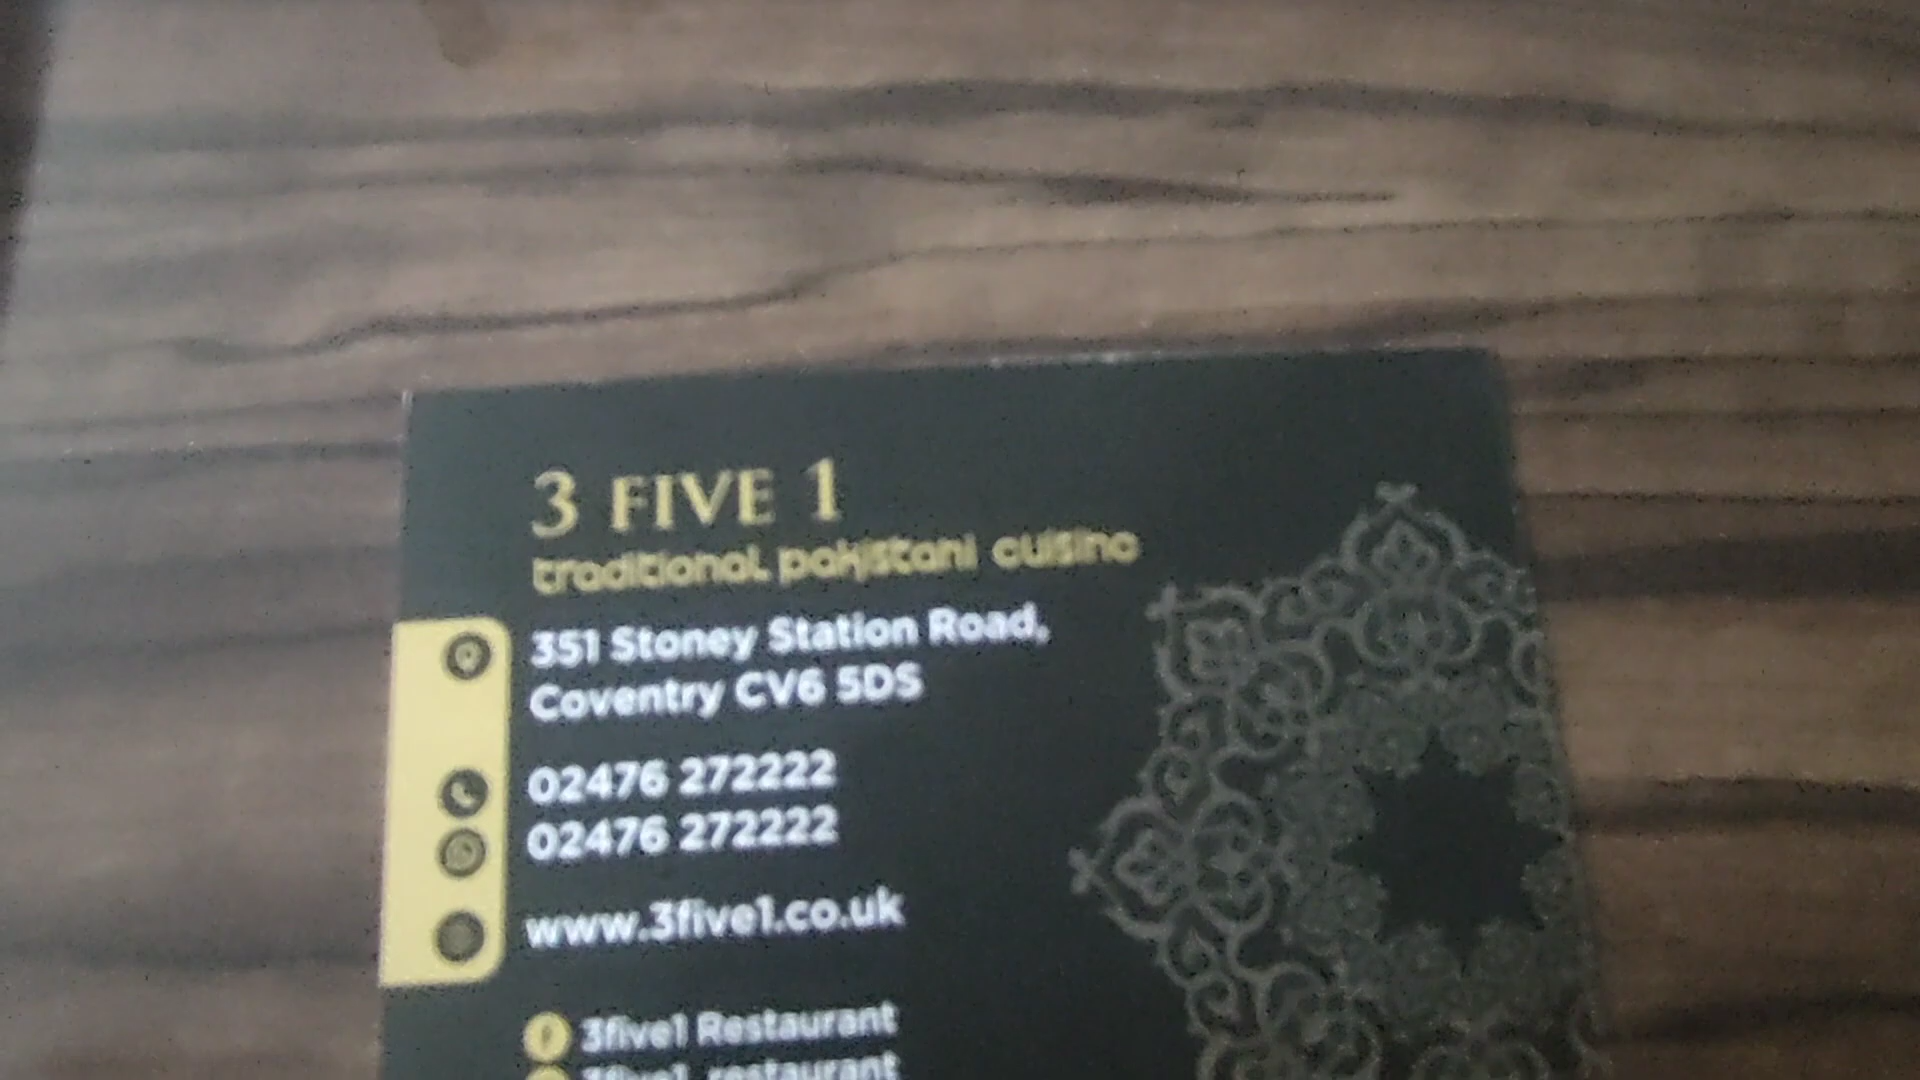 3 FIVE 1
traditional pakistani cuisine
351 Stoney Station Road,
Coventry CV6 5DS
02476 272222
02476 272222
www.3five1.co.uk
3five1 Restaurant
3five1_restaurant